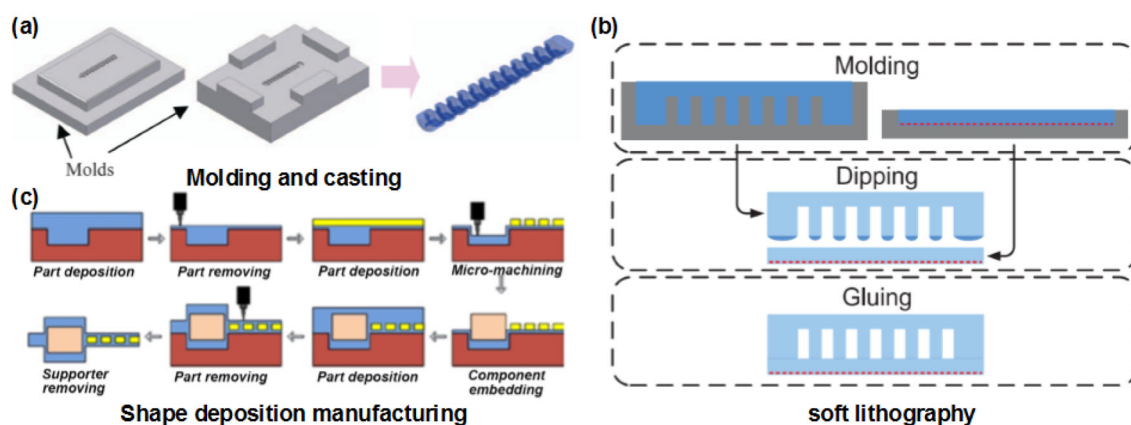 (a)
Molds
Molding and casting
(b)
Molding
Dipping
Gluing
soft lithography
(c)
Part deposition
Part removing
Part deposition
Micro-machining
Supporter
removing
Part removing
Part deposition
Component
embedding
Shape deposition manufacturing